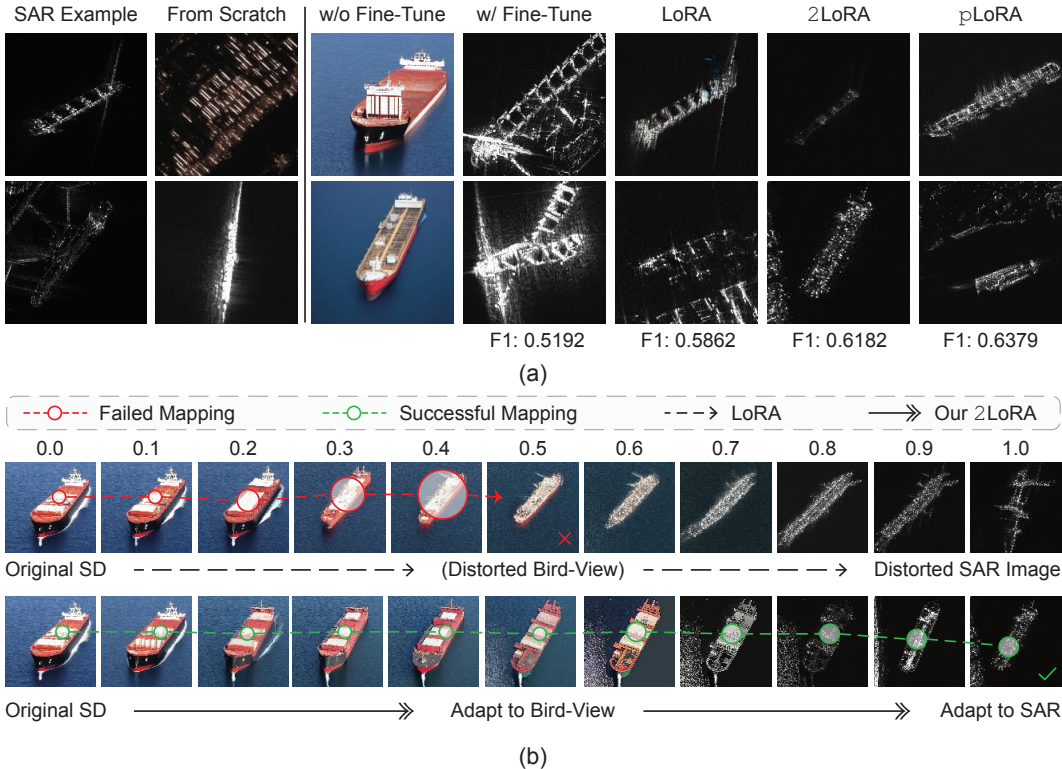 SAR Example From Scratch w/o Fine-Tune w/ Fine-Tune LoRA 2LoRA pLoRA
F1: 0.5192 F1: 0.5862 F1: 0.6182 F1: 0.6379
(a)
Failed Mapping Successful Mapping LoRA Our 2LoRA
0.0 0.1 0.2 0.3 0.4 0.5 0.6 0.7 0.8 0.9 1.0
Original SD (Distorted Bird-View) Distorted SAR Image
Original SD Adapt to Bird-View Adapt to SAR
(b)